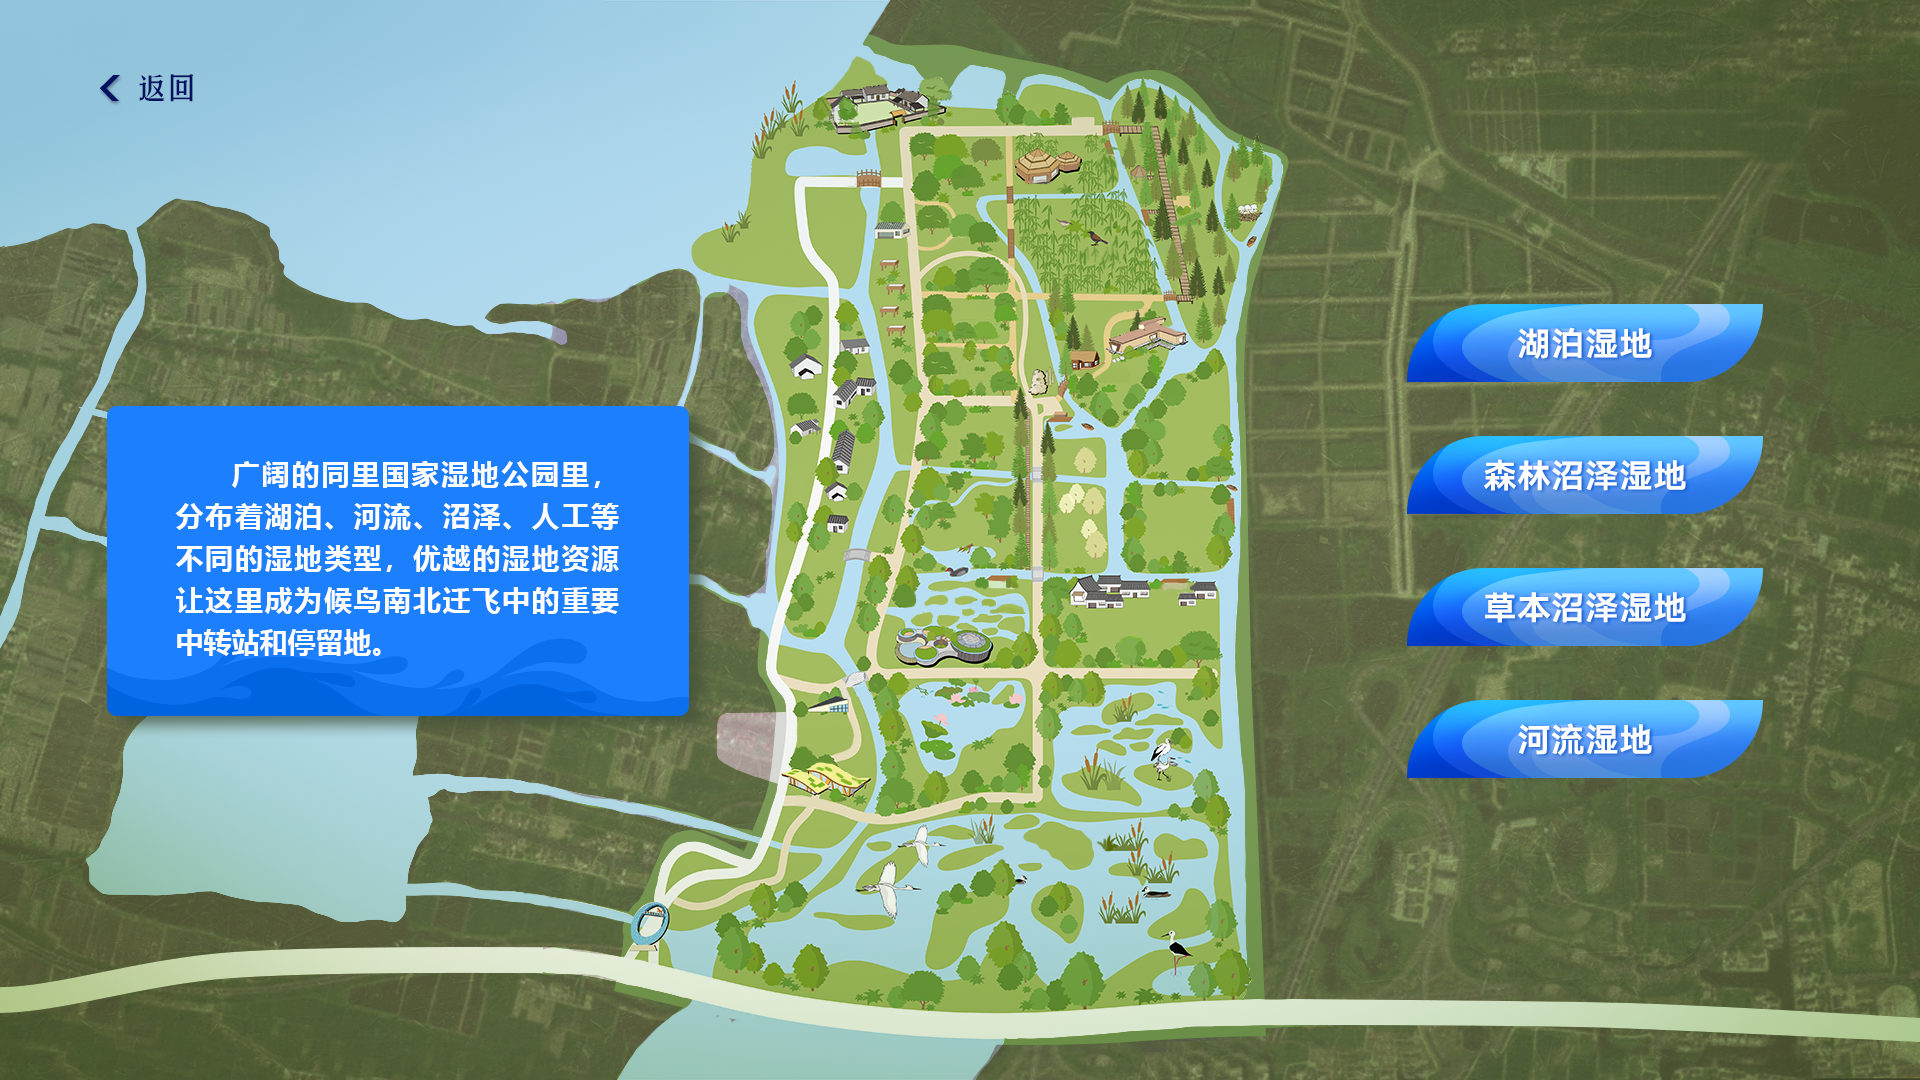 返回
广阔的同里国家湿地公园里，
分布着湖泊、河流、沼泽、人工等
不同的湿地类型，优越的湿地资源
让这里成为候鸟南北迁飞中的重要
中转站和停留地。
湖泊湿地
森林沼泽湿地
草本沼泽湿地
河流湿地